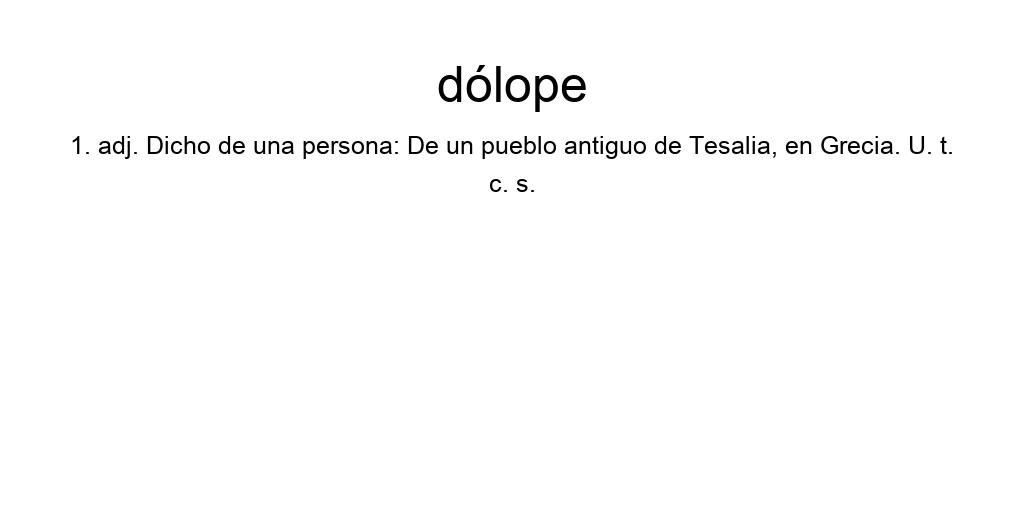 dólope
1. adj. Dicho de una persona: De un pueblo antiguo de Tesalia, en Grecia. U. t.
c. s.